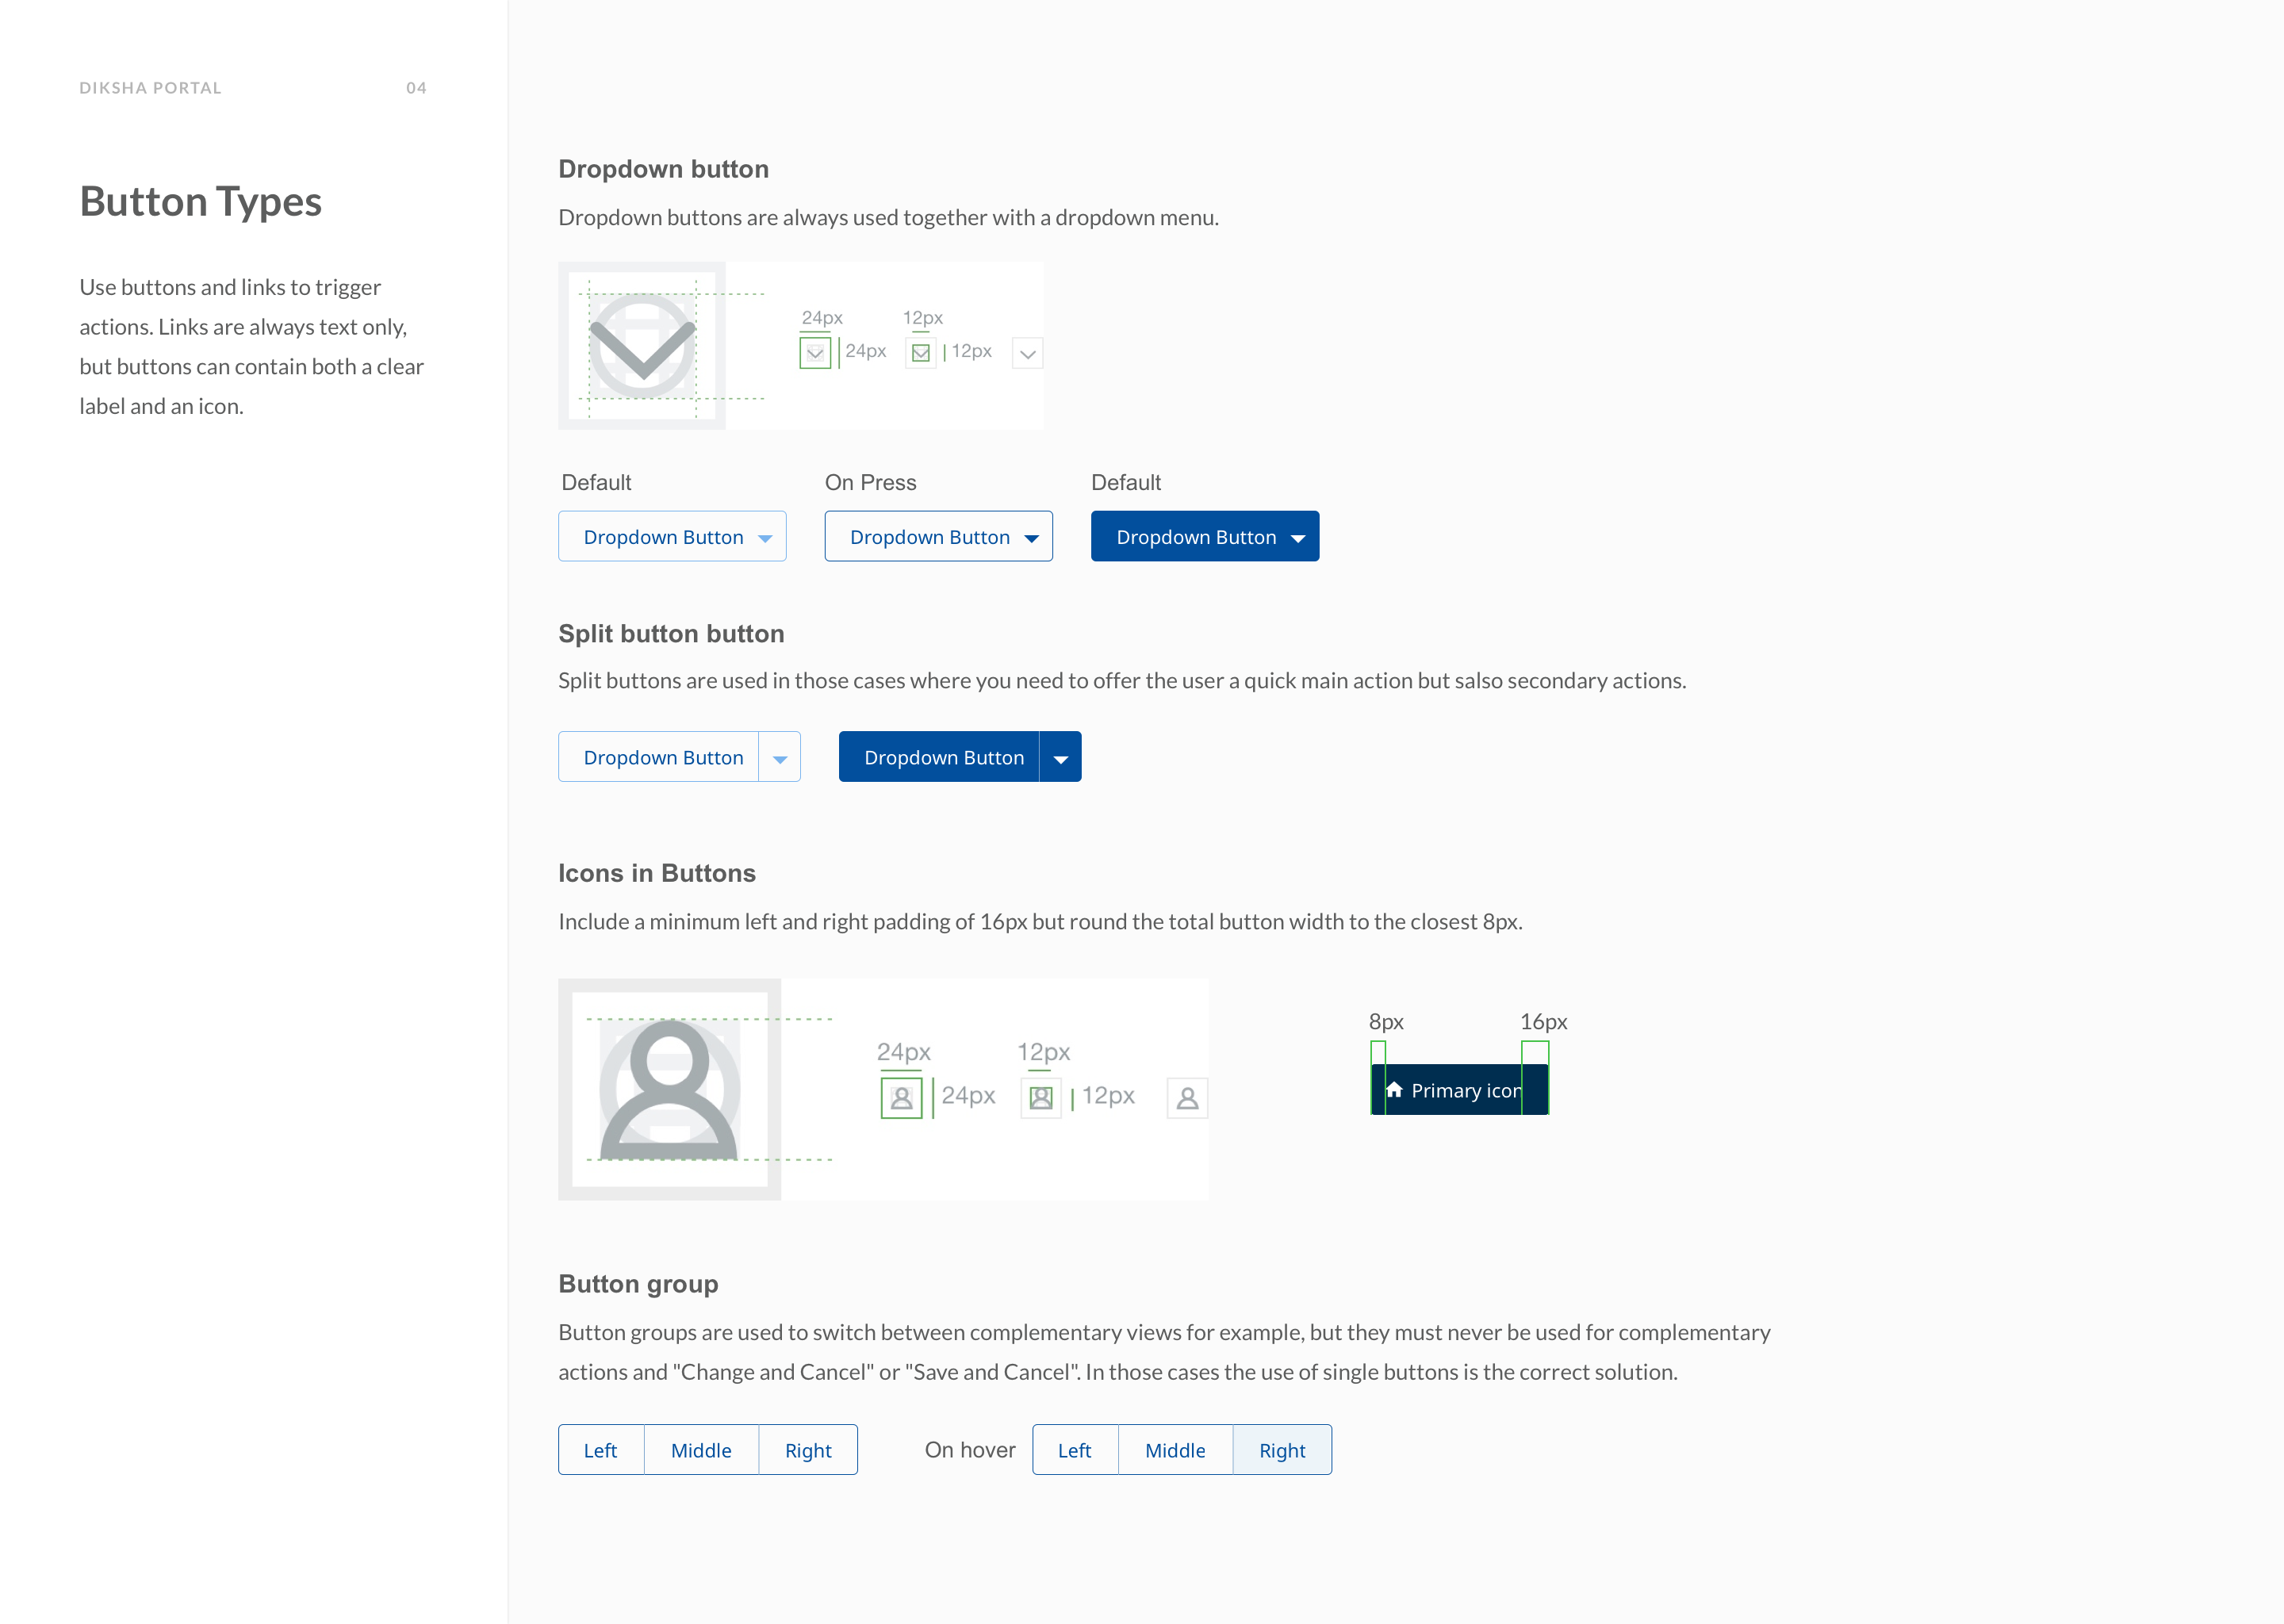 DIKSHA PORTAL 04
Button Types
Use buttons and links to trigger
actions. Links are always text only,
but buttons can contain both a clear
label and an icon.
Dropdown button
Dropdown buttons are always used together with a dropdown menu.
24px 12px
24px 12px
Default On Press Default
Dropdown Button Dropdown Button Dropdown Button
Split button button
Split buttons are used in those cases where you need to offer the user a quick main action but salso secondary actions.
Dropdown Button Dropdown Button
Icons in Buttons
Include a minimum left and right padding of 16px but round the total button width to the closest 8px.
8px 16px
24px 12px
24px 12px
Primary icon
Button group
Button groups are used to switch between complementary views for example, but they must never be used for complementary
actions and "Change and Cancel" or "Save and Cancel". In those cases the use of single buttons is the correct solution.
Left Middle Right On hover Left Middle Right